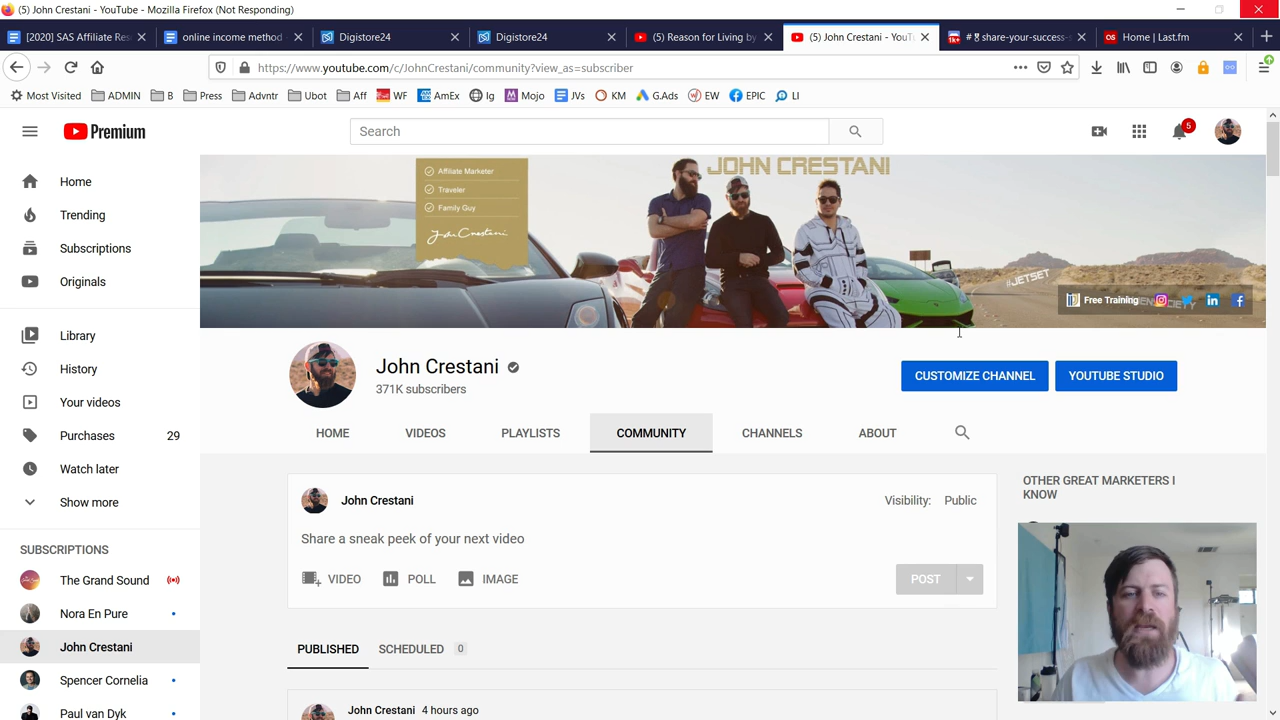 (5) John Crestani - YouTube - Mozilla Firefox (Not Responding)
[2020] SAS Affiliate Res
online income method
Digistore24
Digistore24
(5) Reason for Living by
(5) John Crestani - YouTu
# share-your-success-s
Home | Last.fm
https://www.youtube.com/c/JohnCrestani/community?view_as=subscriber
Most Visited
ADMIN
B
Press
Advntr
Ubot
Aff
WF
AmEx
Ig
Mojo
JVs
KM
G.Ads
EW
EPIC
LI
Premium
Search
5
Home
Trending
Subscriptions
Originals
Library
History
Your videos
Purchases 29
Watch later
Show more
SUBSCRIPTIONS
The Grand Sound
Nora En Pure
John Crestani
Spencer Cornelia
Paul van Dyk
Affiliate Marketer
Traveler
Family Guy
John Crestani
JOHN CRESTANI
#JETSET
Free Training
John Crestani
371K subscribers
CUSTOMIZE CHANNEL
YOUTUBE STUDIO
HOME
VIDEOS
PLAYLISTS
COMMUNITY
CHANNELS
ABOUT
John Crestani
Visibility: Public
Share a sneak peek of your next video
VIDEO
POLL
IMAGE
POST
PUBLISHED
SCHEDULED 0
John Crestani 4 hours ago
OTHER GREAT MARKETERS I
KNOW